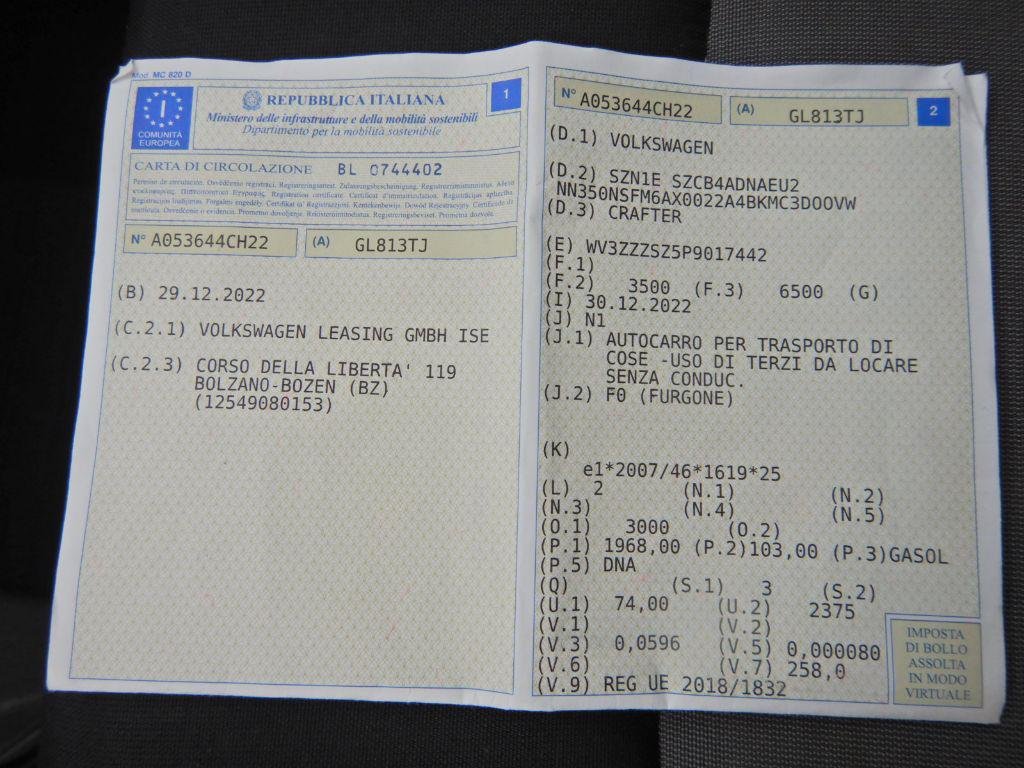 Mod. MC 820 D
I
COMUNITÀ
EUROPEA
REPUBBLICA ITALIANA
Ministero delle infrastrutture e della mobilità sostenibili
Dipartimento per la mobilità sostenibile
1
CARTA DI CIRCOLAZIONE BL 0744402
N° A053644CH22 (A) GL813TJ
(B) 29.12.2022
(C.2.1) VOLKSWAGEN LEASING GMBH ISE
(C.2.3) CORSO DELLA LIBERTA' 119
BOLZANO-BOZEN (BZ)
(12549080153)
N° A053644CH22 (A) GL813TJ 2
(D.1) VOLKSWAGEN
(D.2) SZN1E SZCB4ADNAEU2
NN350NSFM6AX0022A4BKMC3DOOVW
(D.3) CRAFTER
(E) WV3ZZZSZ5P9017442
(F.1)
(F.2) 3500 (F.3) 6500 (G)
(I) 30.12.2022
(J) N1
(J.1) AUTOCARRO PER TRASPORTO DI
COSE -USO DI TERZI DA LOCARE
SENZA CONDUC.
(J.2) F0 (FURGONE)
(K)
e1*2007/46*1619*25
(L) 2 (N.1) (N.2)
(N.3) (N.4) (N.5)
(O.1) 3000 (O.2)
(P.1) 1968,00 (P.2)103,00 (P.3)GASOL
(P.5) DNA
(Q) (S.1) 3 (S.2)
(U.1) 74,00 (U.2) 2375
(V.1) (V.2)
(V.3) 0,0596 (V.5) 0,000080
(V.6) (V.7) 258,0
(V.9) REG UE 2018/1832
IMPOSTA
DI BOLLO
ASSOLTA
IN MODO
VIRTUALE